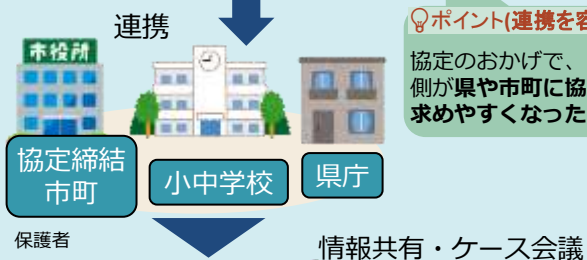 連携
市役所
協定締結
市町
小中学校
県庁
ポイント(連携を容
協定のおかげで、
側が県や市町に協
求めやすくなった
保護者
情報共有・ケース会議